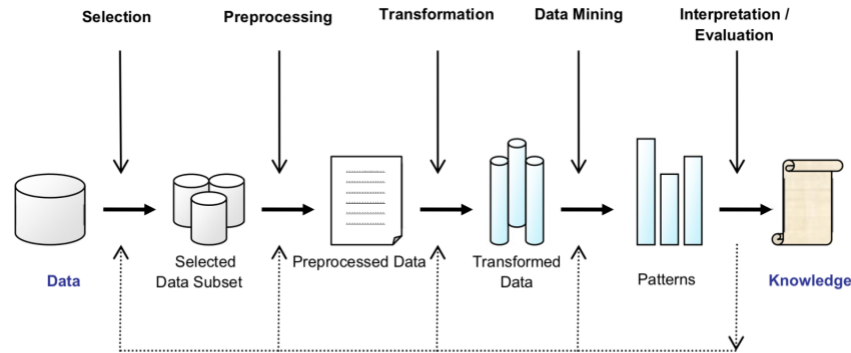 Selection
Preprocessing
Transformation
Data Mining
Interpretation /
Evaluation
Data
Selected
Data Subset
Preprocessed Data
Transformed
Data
Patterns
Knowledge